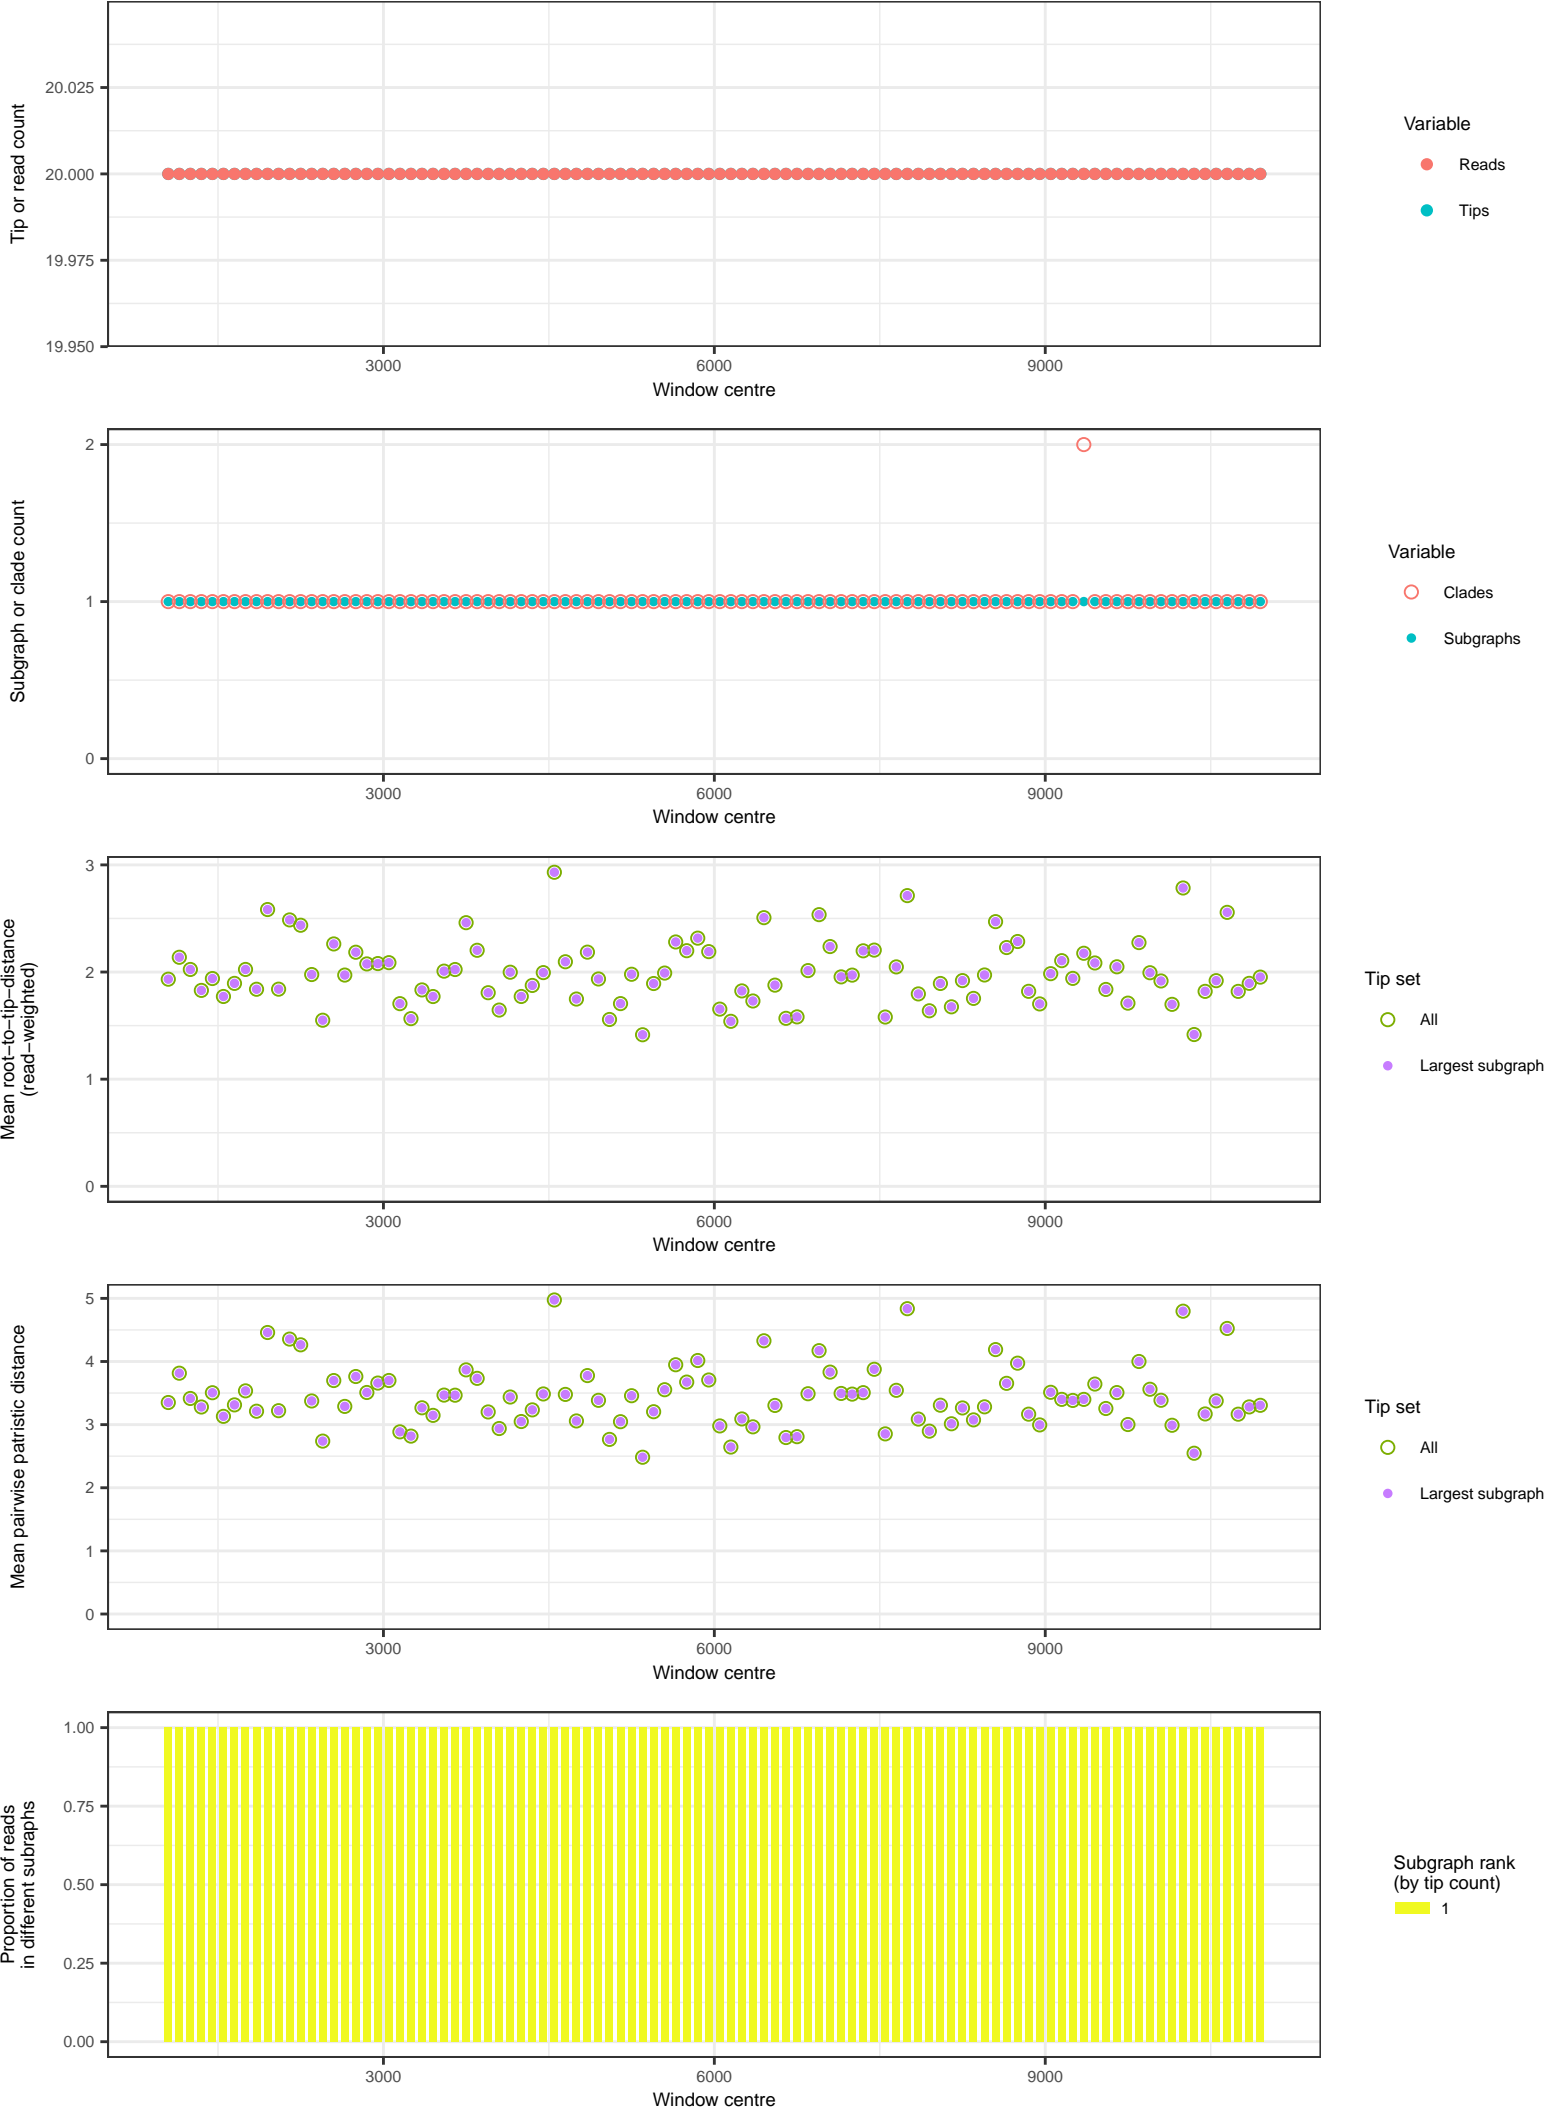 20.025
20.000
19.975
19.950
Tip or read count
3000
6000
9000
Window centre
Variable
Reads
Tips
2
1
0
Subgraph or clade count
3000
6000
9000
Window centre
Variable
Clades
Subgraphs
3
2
1
0
Mean root−to−tip−distance
(read−weighted)
3000
6000
9000
Window centre
Tip set
All
Largest subgraph
5
4
3
2
1
0
Mean pairwise patristic distance
3000
6000
9000
Window centre
Tip set
All
Largest subgraph
1.00
0.75
0.50
0.25
0.00
Proportion of reads
in different subraphs
3000
6000
9000
Window centre
Subgraph rank
(by tip count)
1